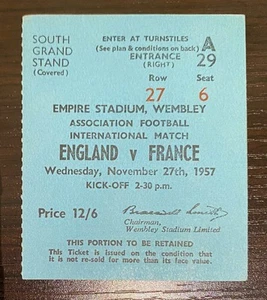 SOUTH GRAND STAND (Covered)
ENTER AT TURNSTILES
(See plan & conditions on back)
ENTRANCE (RIGHT)
A
29
Row
Seat
27
6
EMPIRE STADIUM, WEMBLEY
ASSOCIATION FOOTBALL
INTERNATIONAL MATCH
ENGLAND v FRANCE
Wednesday, November 27th, 1957
KICK-OFF 2-30 p.m.
Price 12/6
Chairman,
Wembley Stadium Limited
THIS PORTION TO BE RETAINED
This Ticket is issued on the condition that
it is not re-sold for more than its face value.